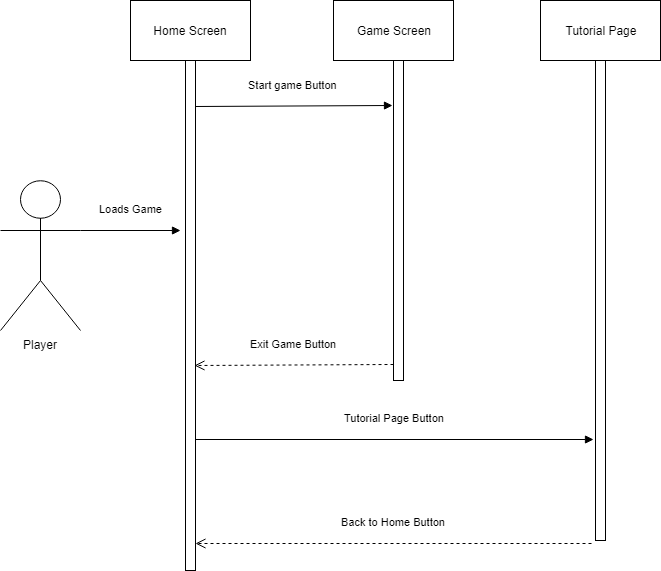 Home Screen
Game Screen
Tutorial Page
Start game Button
Loads Game
Player
Exit Game Button
Tutorial Page Button
Back to Home Button